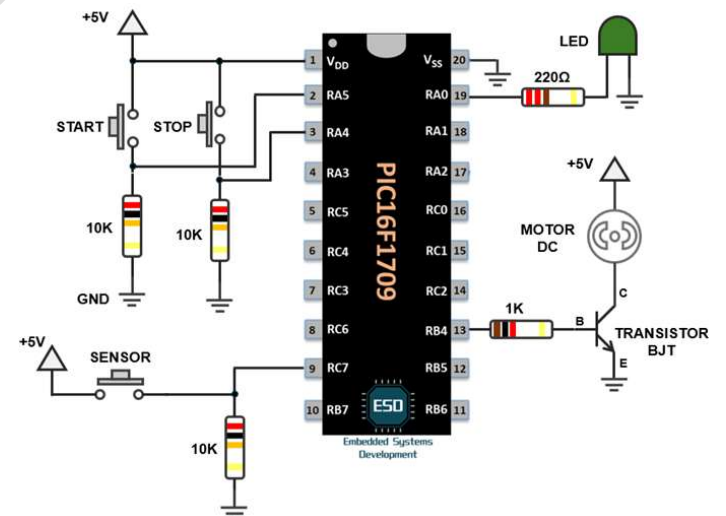 +5V
START
STOP
10K
10K
GND
+5V
SENSOR
10K
1
VDD
VSS
20
2
RA5
RA0
19
3
RA4
RA1
18
4
RA3
RA2
17
5
RC5
RC0
16
6
RC4
RC1
15
7
RC3
RC2
14
8
RC6
RB4
13
9
RC7
RB5
12
10
RB7
RB6
11
PIC16F1709
ESD
Embedded Systems
Development
LED
220Ω
+5V
MOTOR
DC
1K
B
C
E
TRANSISTOR
BJT